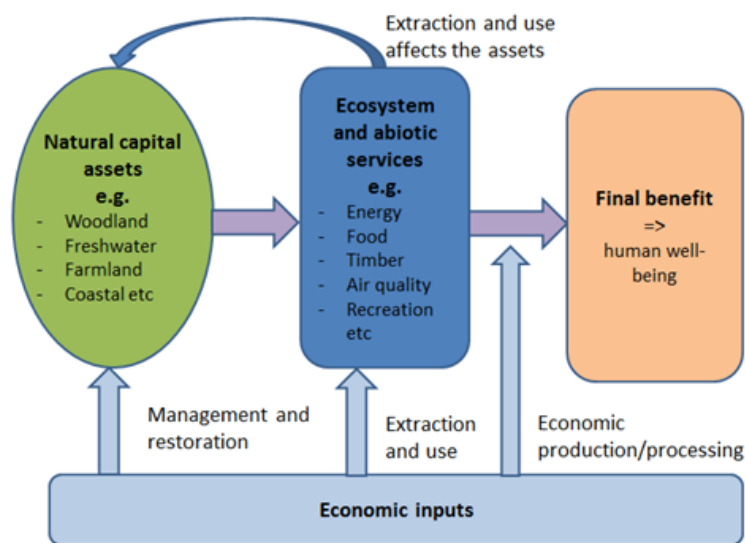 Extraction and use
affects the assets
Natural capital
assets
e.g.
- Woodland
- Freshwater
- Farmland
- Coastal etc
Ecosystem
and abiotic
services
e.g.
- Energy
- Food
- Timber
- Air quality
- Recreation
etc
Final benefit
=>
human well-
being
Management and
restoration
Extraction
and use
Economic
production/processing
Economic inputs